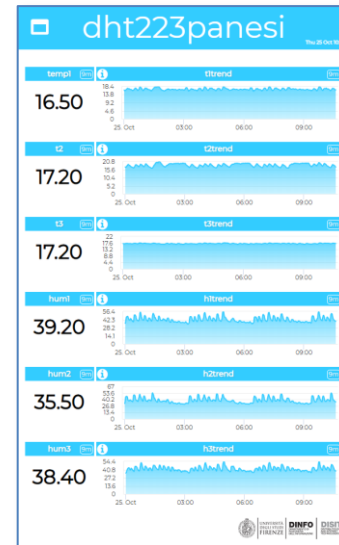 dht223panesi
temp1 t1trend
16.50
18.4
13.8
9.2
4.6
0
25. Oct 03:00 06:00 09:00
t2 t2trend
17.20
20.8
15.6
10.4
5.2
0
25. Oct 03:00 06:00 09:00
t3 t3trend
17.20
22
17.6
13.2
8.8
4.4
0
25. Oct 03:00 06:00 09:00
hum1 h1trend
39.20
56.4
42.3
28.2
14.1
0
25. Oct 03:00 06:00 09:00
hum2 h2trend
35.50
67
53.6
40.2
26.8
13.4
0
25. Oct 03:00 06:00 09:00
hum3 h3trend
38.40
54.4
40.8
27.2
13.6
0
25. Oct 03:00 06:00 09:00
UNIVERSITÀ
DEGLI STUDI
FIRENZE
DINFO